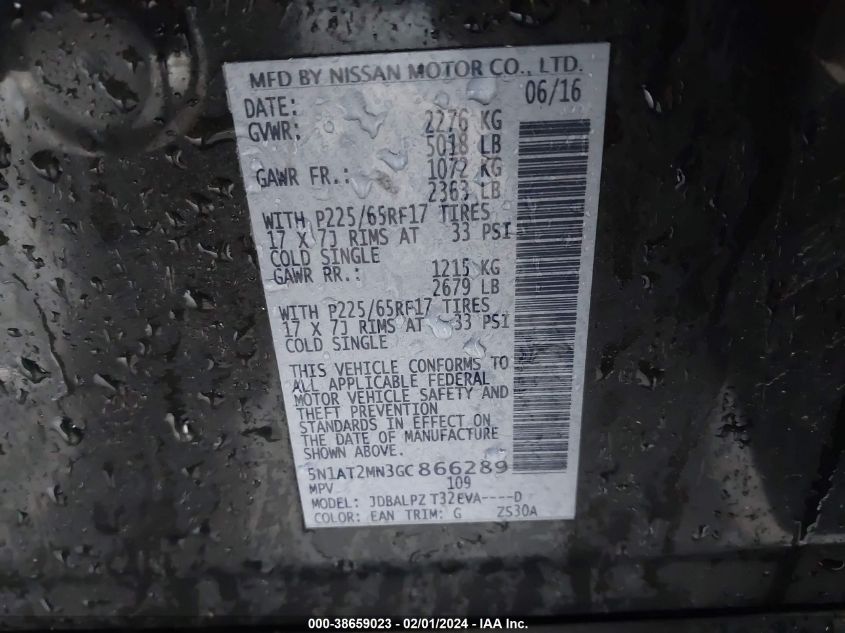 MFD BY NISSAN MOTOR CO., LTD.
DATE: 06/16
GVWR: 2276 KG
5018 LB
GAWR FR.: 1072 KG
2363 LB
WITH P225/65RF17 TIRES
17 X 7J RIMS AT 33 PSI
COLD SINGLE
GAWR RR.: 1215 KG
2679 LB
WITH P225/65RF17 TIRES
17 X 7J RIMS AT 33 PSI
COLD SINGLE
THIS VEHICLE CONFORMS TO
ALL APPLICABLE FEDERAL
MOTOR VEHICLE SAFETY AND
THEFT PREVENTION
STANDARDS IN EFFECT ON
THE DATE OF MANUFACTURE
SHOWN ABOVE.
5N1AT2MN3GC866289
MPV 109
MODEL: JDBALPZ T32EVA----D
COLOR: EAN TRIM: G ZS30A
000-38659023 - 02/01/2024 - IAA Inc.